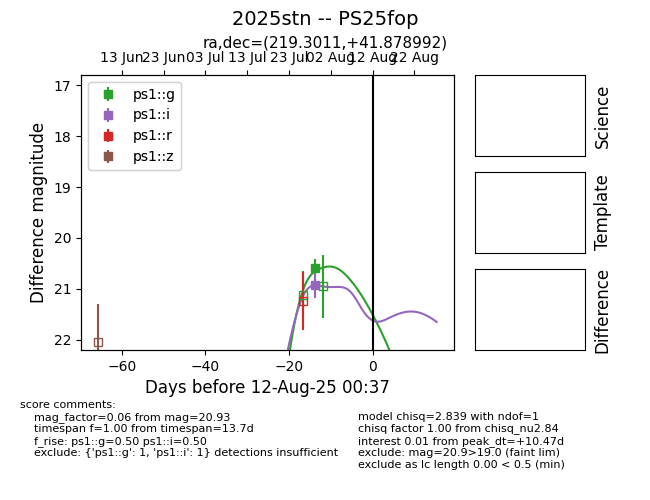 2025stn -- PS25fop
ra,dec=(219.3011,+41.878992)
13 Jun 23 Jun 03 Jul 13 Jul 23 Jul 02 Aug 12 Aug 22 Aug
ps1::g
ps1::i
ps1::r
ps1::z
17
18
19
20
21
22
Difference magnitude
−60 −40 −20 0
Days before 12-Aug-25 00:37
Science
Template
Difference
score comments:
mag_factor=0.06 from mag=20.93
timespan f=1.00 from timespan=13.7d
f_rise: ps1::g=0.50 ps1::i=0.50
exclude: {'ps1::g': 1, 'ps1::i': 1} detections insufficient
model chisq=2.839 with ndof=1
chisq factor 1.00 from chisq_nu2.84
interest 0.01 from peak_dt=+10.47d
exclude: mag=20.9>19.0 (faint lim)
exclude as lc length 0.00 < 0.5 (min)